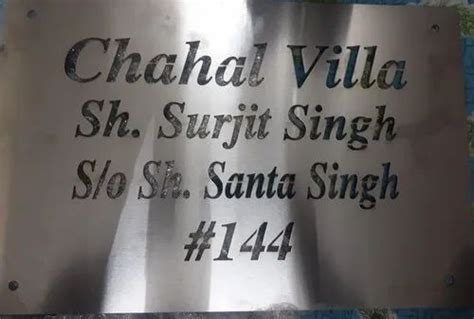 Chahal Villa
Sh. Surjit Singh
S/o Sh. Santa Singh
#144